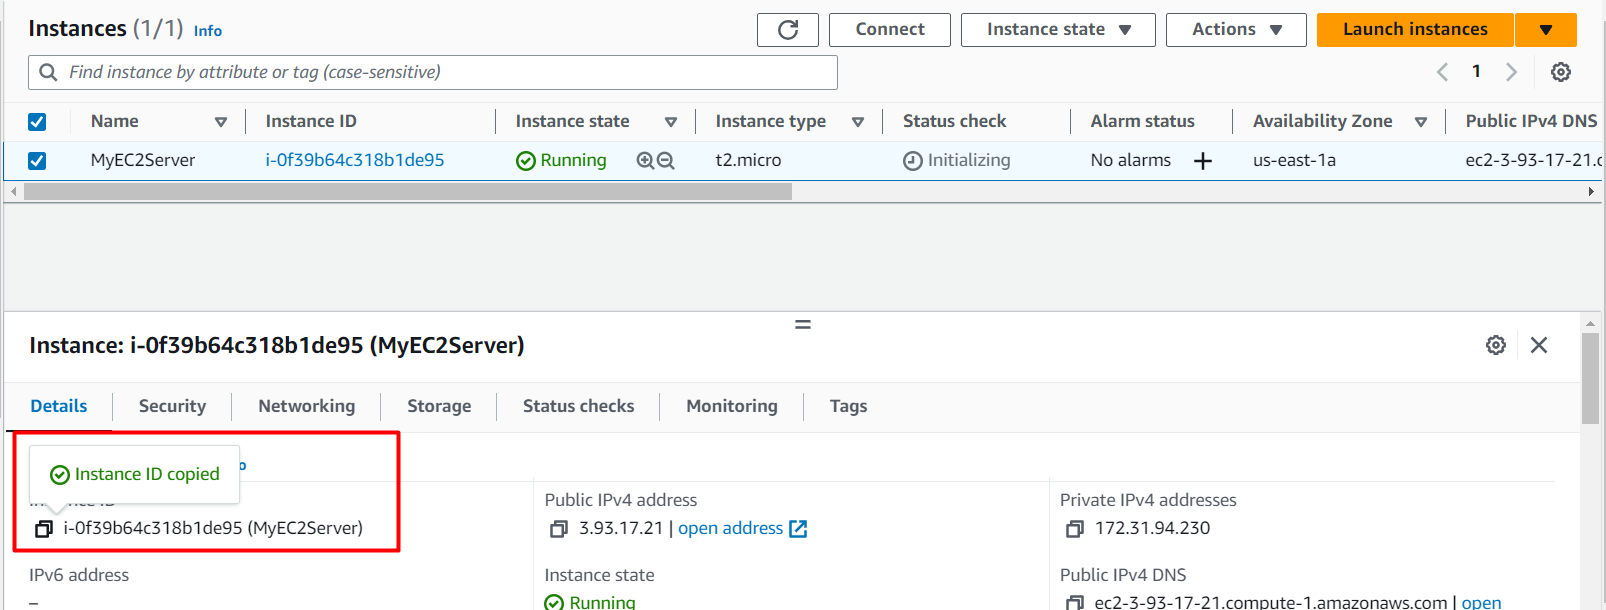 Instances (1/1) Info
Connect
Instance state
Actions
Launch instances
Find instance by attribute or tag (case-sensitive)
1
Name Instance ID Instance state Instance type Status check Alarm status Availability Zone Public IPv4 DNS
MyEC2Server i-0f39b64c318b1de95 Running t2.micro Initializing No alarms + us-east-1a ec2-3-93-17-21.c
Instance: i-0f39b64c318b1de95 (MyEC2Server)
Details Security Networking Storage Status checks Monitoring Tags
Instance ID copied
Public IPv4 address Private IPv4 addresses
i-0f39b64c318b1de95 (MyEC2Server) 3.93.17.21 | open address 172.31.94.230
IPv6 address Instance state Public IPv4 DNS
– Running ec2-3-93-17-21.compute-1.amazonaws.com | open